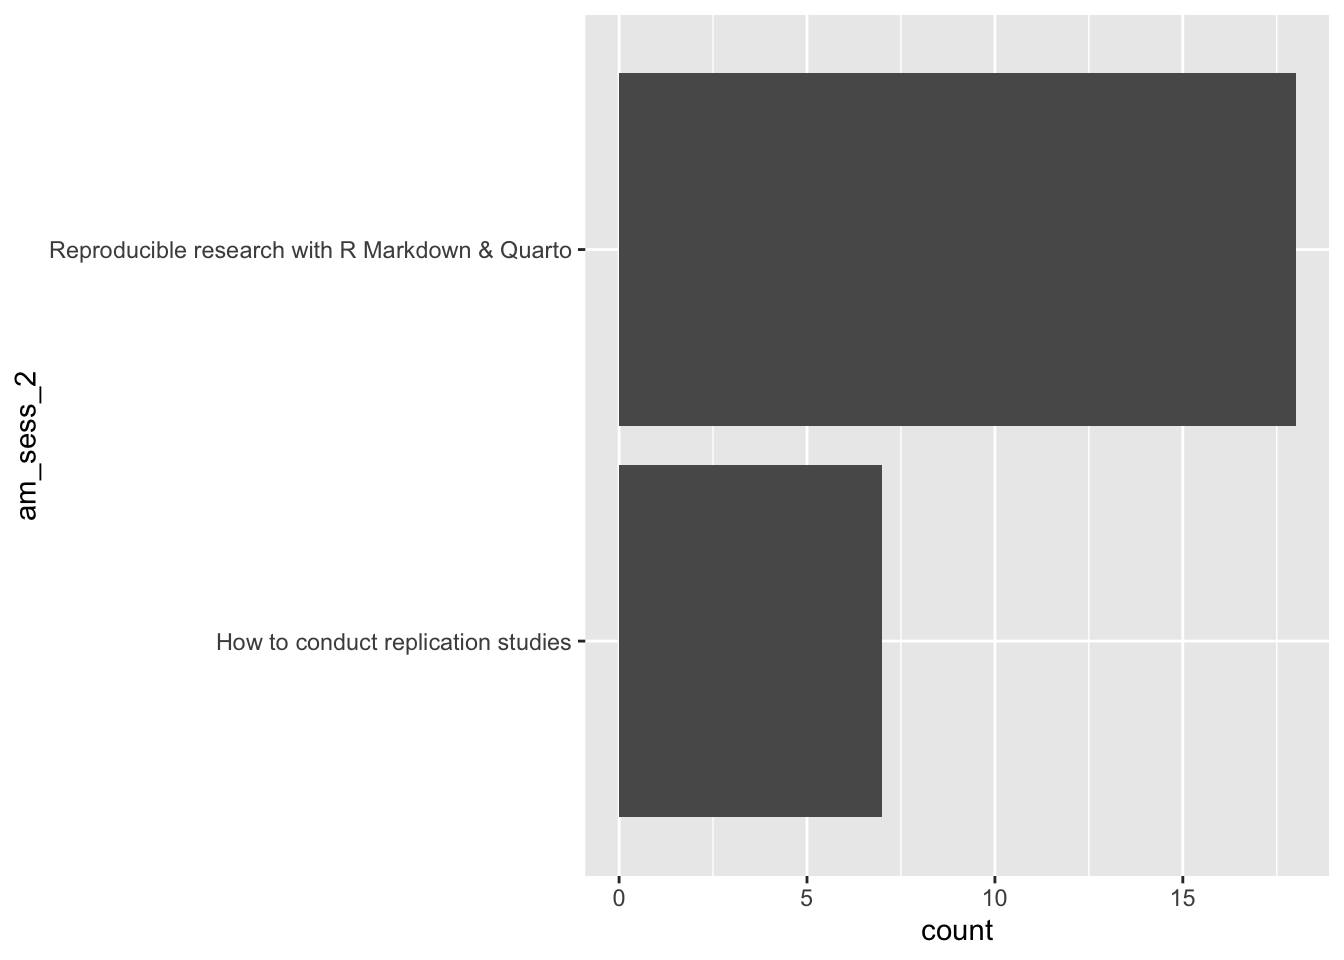 am_sess_2
Reproducible research with R Markdown & Quarto
How to conduct replication studies
0 5 10 15
count